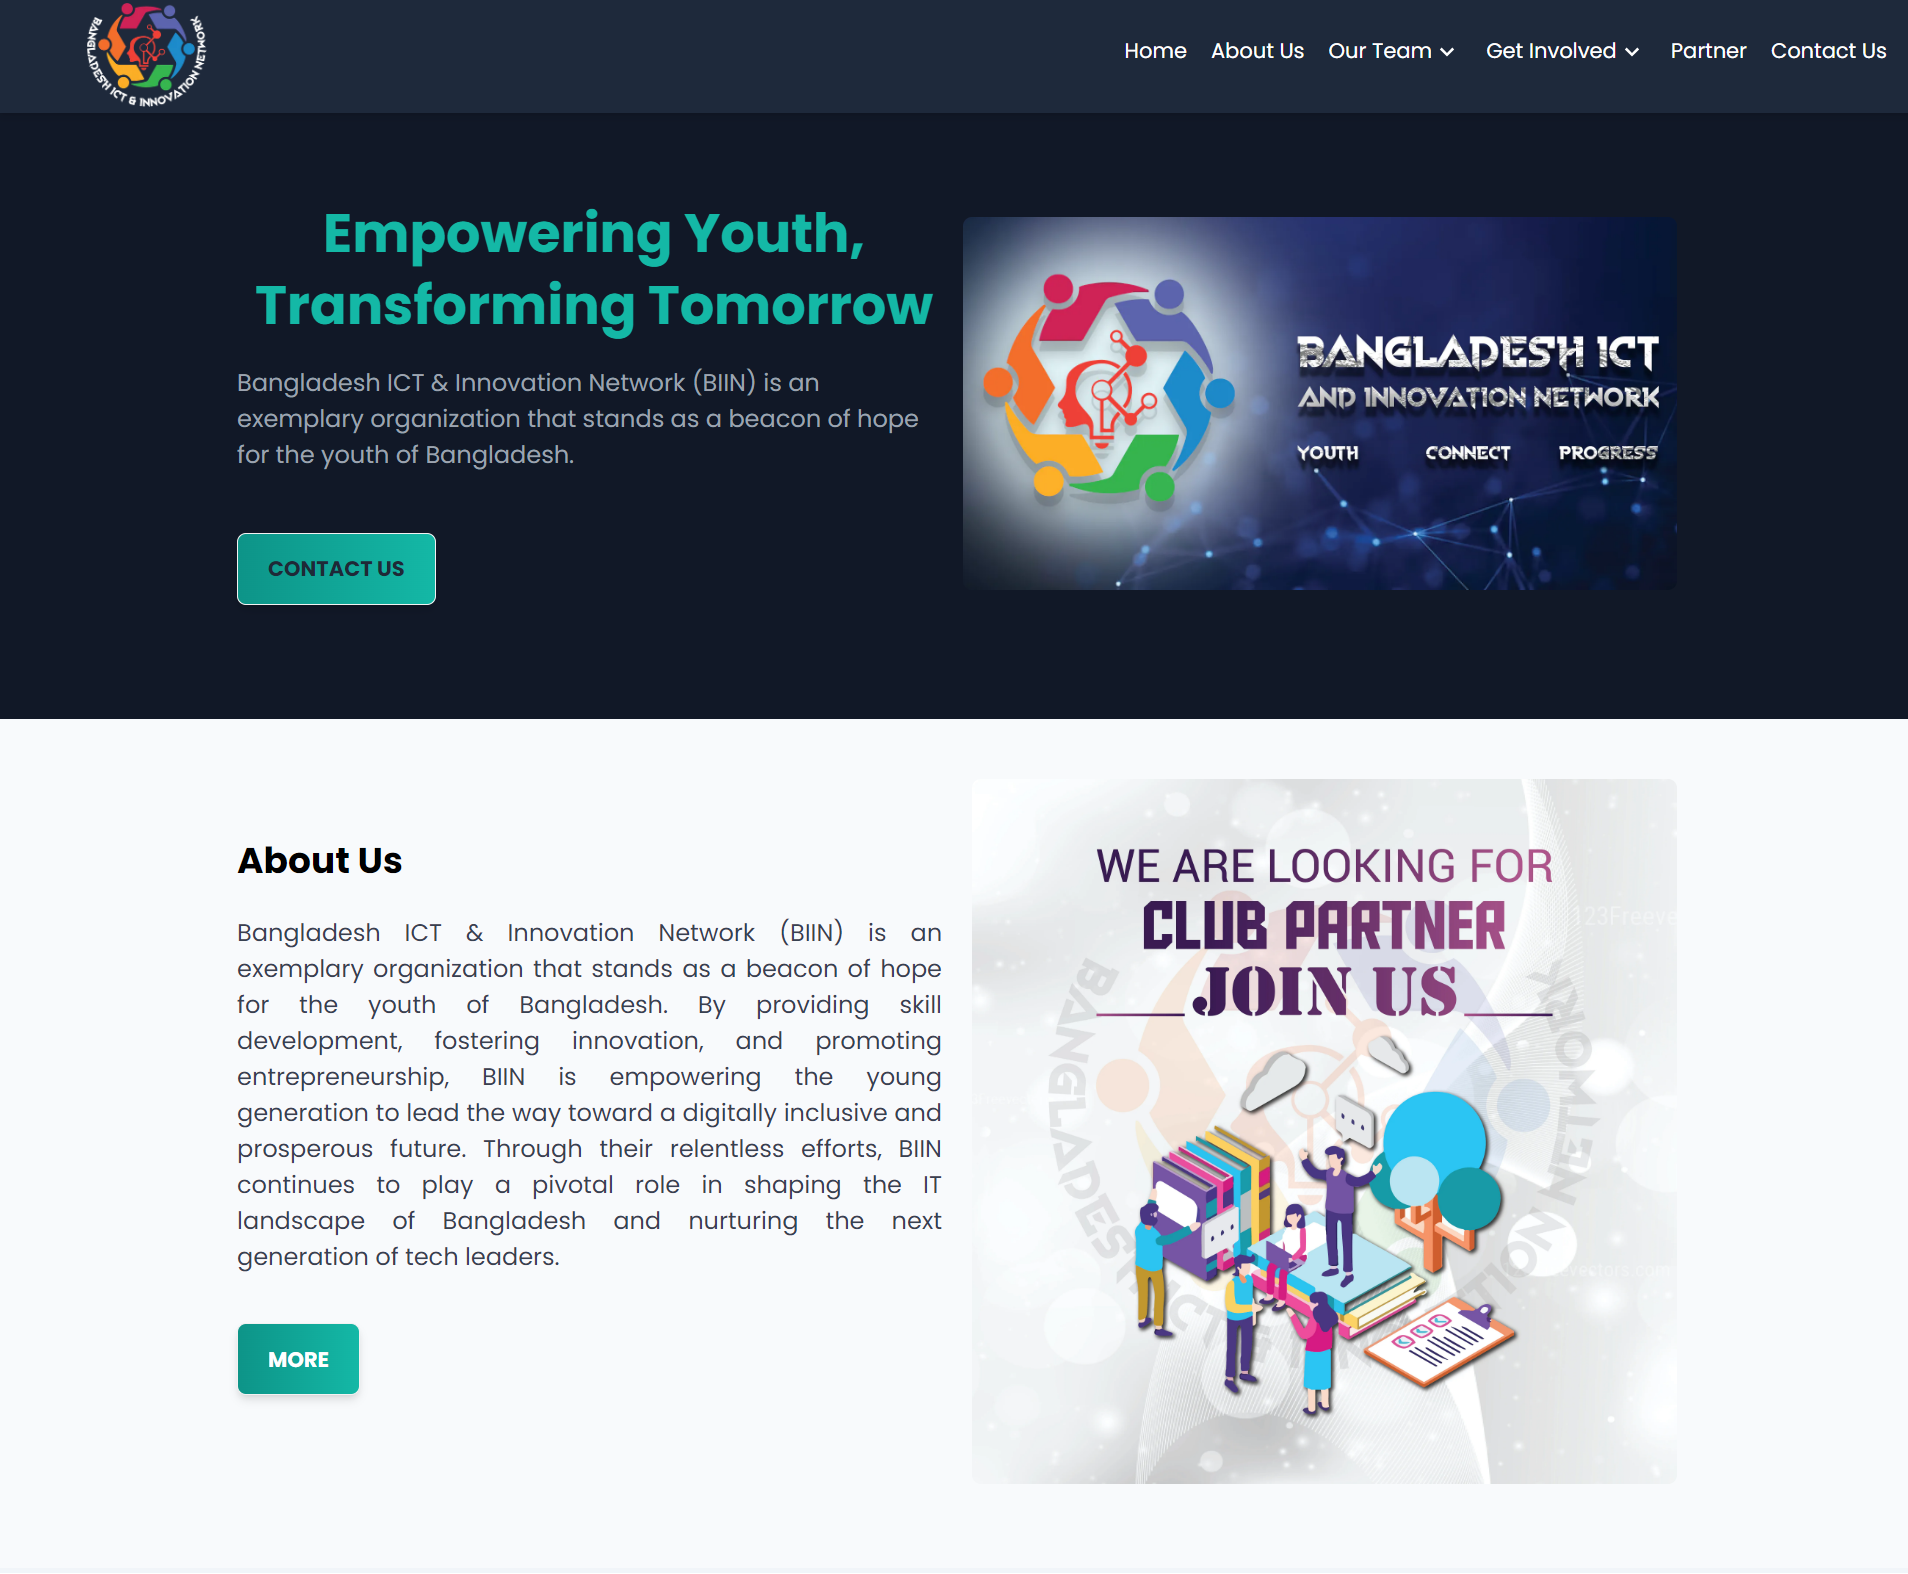 BANGLADESH ICT & INNOVATION NETWORK
Home About Us Our Team Get Involved Partner Contact Us
Empowering Youth,
Transforming Tomorrow
Bangladesh ICT & Innovation Network (BIIN) is an
exemplary organization that stands as a beacon of hope
for the youth of Bangladesh.
CONTACT US
BANGLADESH ICT
AND INNOVATION NETWORK
YOUTH CONNECT PROGRESS
About Us
Bangladesh ICT & Innovation Network (BIIN) is an
exemplary organization that stands as a beacon of hope
for the youth of Bangladesh. By providing skill
development, fostering innovation, and promoting
entrepreneurship, BIIN is empowering the young
generation to lead the way toward a digitally inclusive and
prosperous future. Through their relentless efforts, BIIN
continues to play a pivotal role in shaping the IT
landscape of Bangladesh and nurturing the next
generation of tech leaders.
MORE
WE ARE LOOKING FOR
CLUB PARTNER
JOIN US
123Freeve